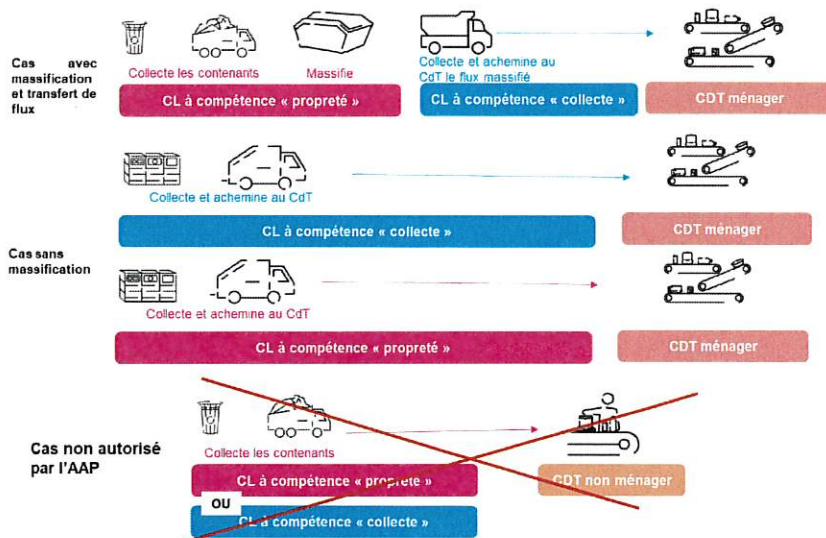 Cas avec
massification
et transfert de
flux
Collecte les contenants
Massifie
Collecte et achemine au
CdT le flux massifié
CL à compétence « propreté »
CL à compétence « collecte »
CDT ménager
Collecte et achemine au CdT
CL à compétence « collecte »
CDT ménager
Cas sans
massification
Collecte et achemine au CdT
CL à compétence « propreté »
CDT ménager
Cas non autorisé
par l'AAP
Collecte les contenants
CL à compétence « propreté »
CDT non ménager
OU
CL à compétence « collecte »